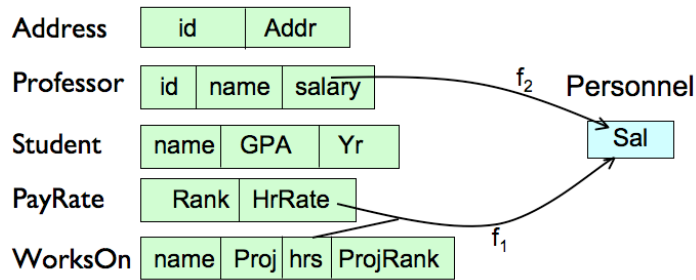 Address id Addr
Professor id name salary f2 Personnel
Student name GPA Yr Sal
PayRate Rank HrRate
WorksOn name Proj hrs ProjRank f1